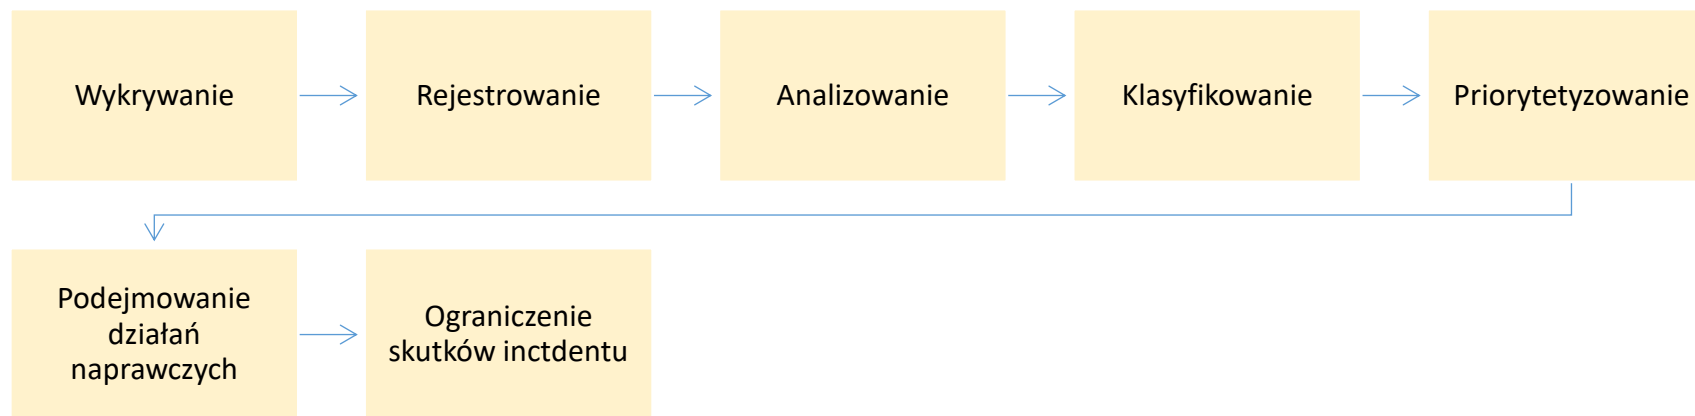 Wykrywanie
Rejestrowanie
Analizowanie
Klasyfikowanie
Priorytetyzowanie
Podejmowanie
działań
naprawczych
Ograniczenie
skutków inctdentu